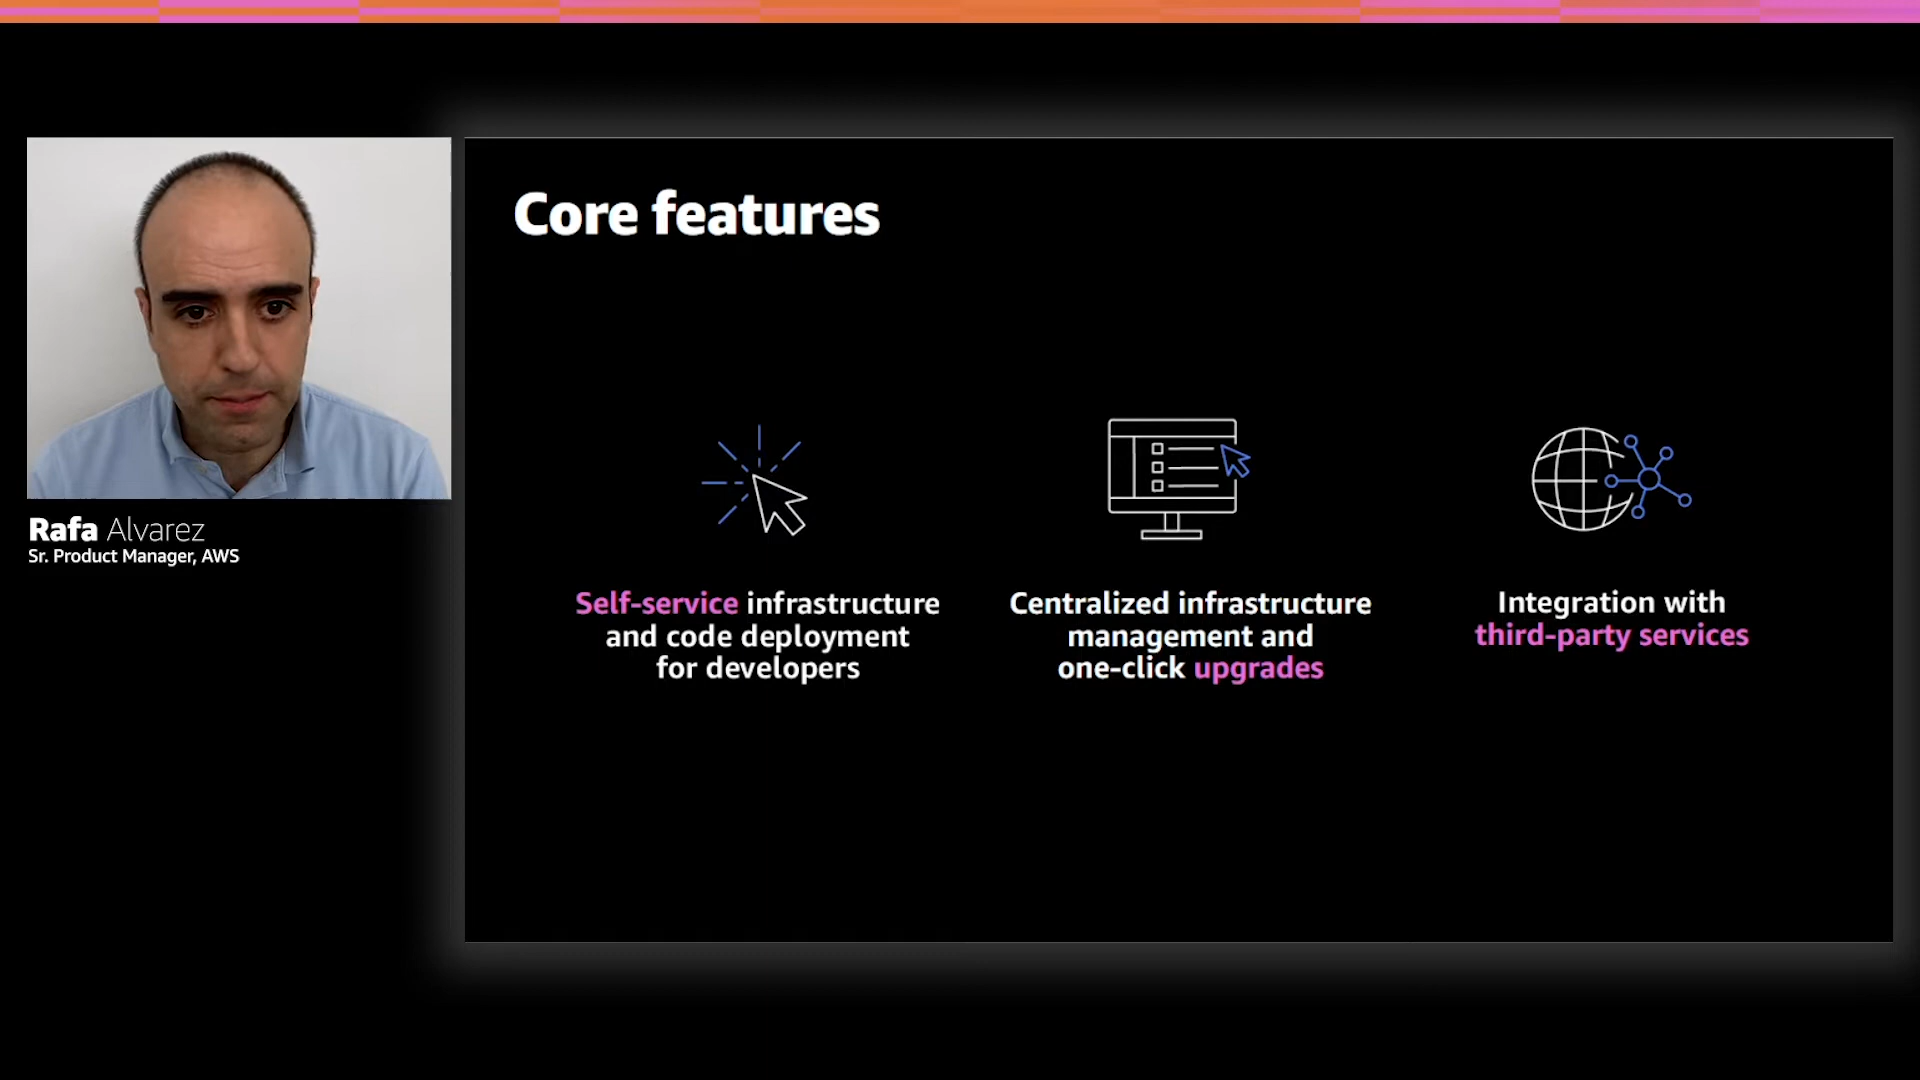 Core features
Rafa Alvarez
Sr. Product Manager, AWS
Self-service infrastructure
and code deployment
for developers
Centralized infrastructure
management and
one-click upgrades
Integration with
third-party services